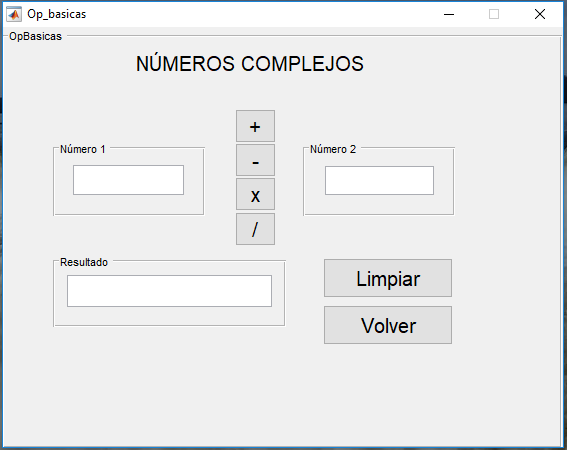 Op_basicas
OpBasicas
NÚMEROS COMPLEJOS
+
-
x
/
Número 1
Número 2
Resultado
Limpiar
Volver